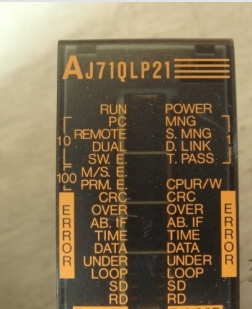 AJ71QLP21
RUN POWER
PC MNG
REMOTE S. MNG
DUAL D. LINK
SW. E. T. PASS
M/S. E.
PRM. E. CPUR/W
CRC CRC
OVER OVER
AB. IF AB. IF
TIME TIME
DATA DATA
UNDER UNDER
LOOP LOOP
SD SD
RD RD
10
1
100
ERROR
ERROR